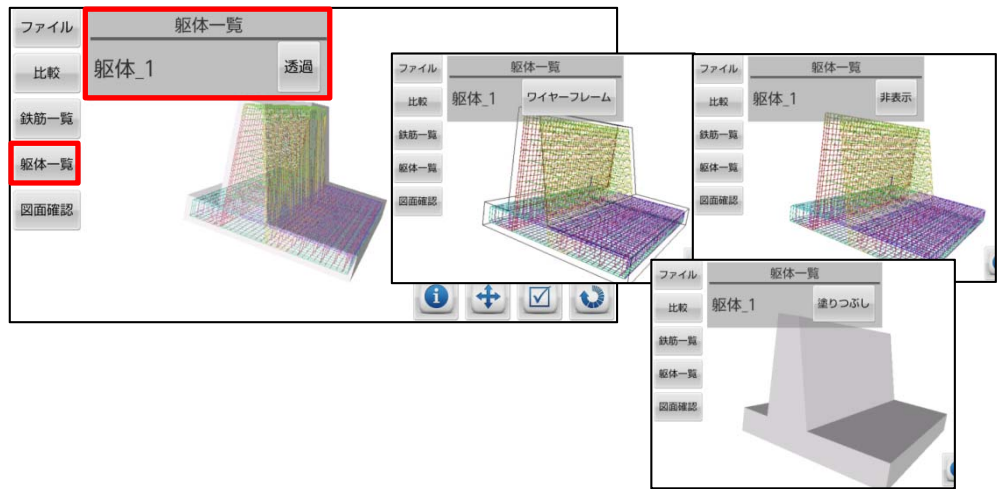 ファイル
躯体一覧
比較
躯体_1
透過
鉄筋一覧
躯体一覧
図面確認
ファイル
躯体一覧
比較
躯体_1
ワイヤーフレーム
鉄筋一覧
躯体一覧
図面確認
ファイル
躯体一覧
比較
躯体_1
非表示
鉄筋一覧
躯体一覧
図面確認
ファイル
躯体一覧
比較
躯体_1
塗りつぶし
鉄筋一覧
躯体一覧
図面確認